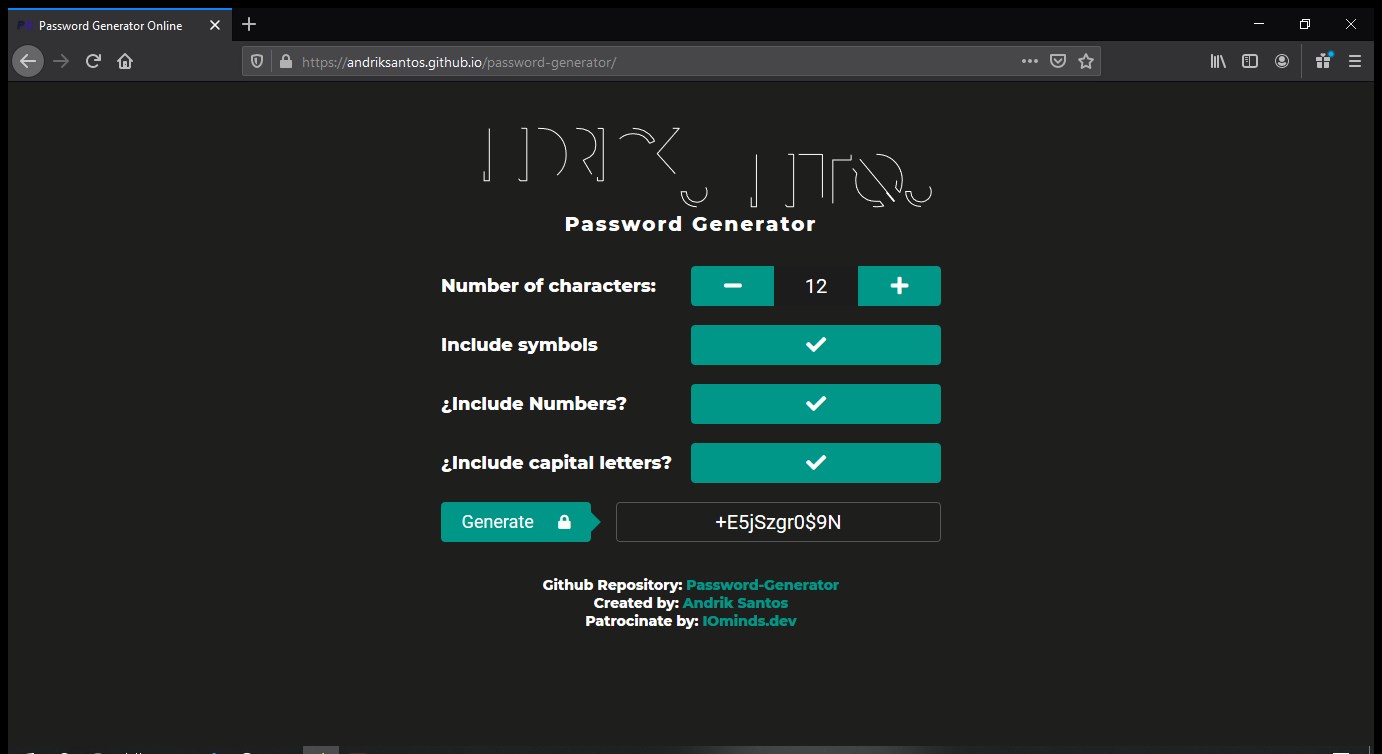 Password Generator Online
https://andriksantos.github.io/password-generator/
Password Generator
Number of characters: 12
Include symbols
¿Include Numbers?
¿Include capital letters?
Generate +E5jSzgr0$9N
Github Repository: Password-Generator
Created by: Andrik Santos
Patrocinate by: IOminds.dev